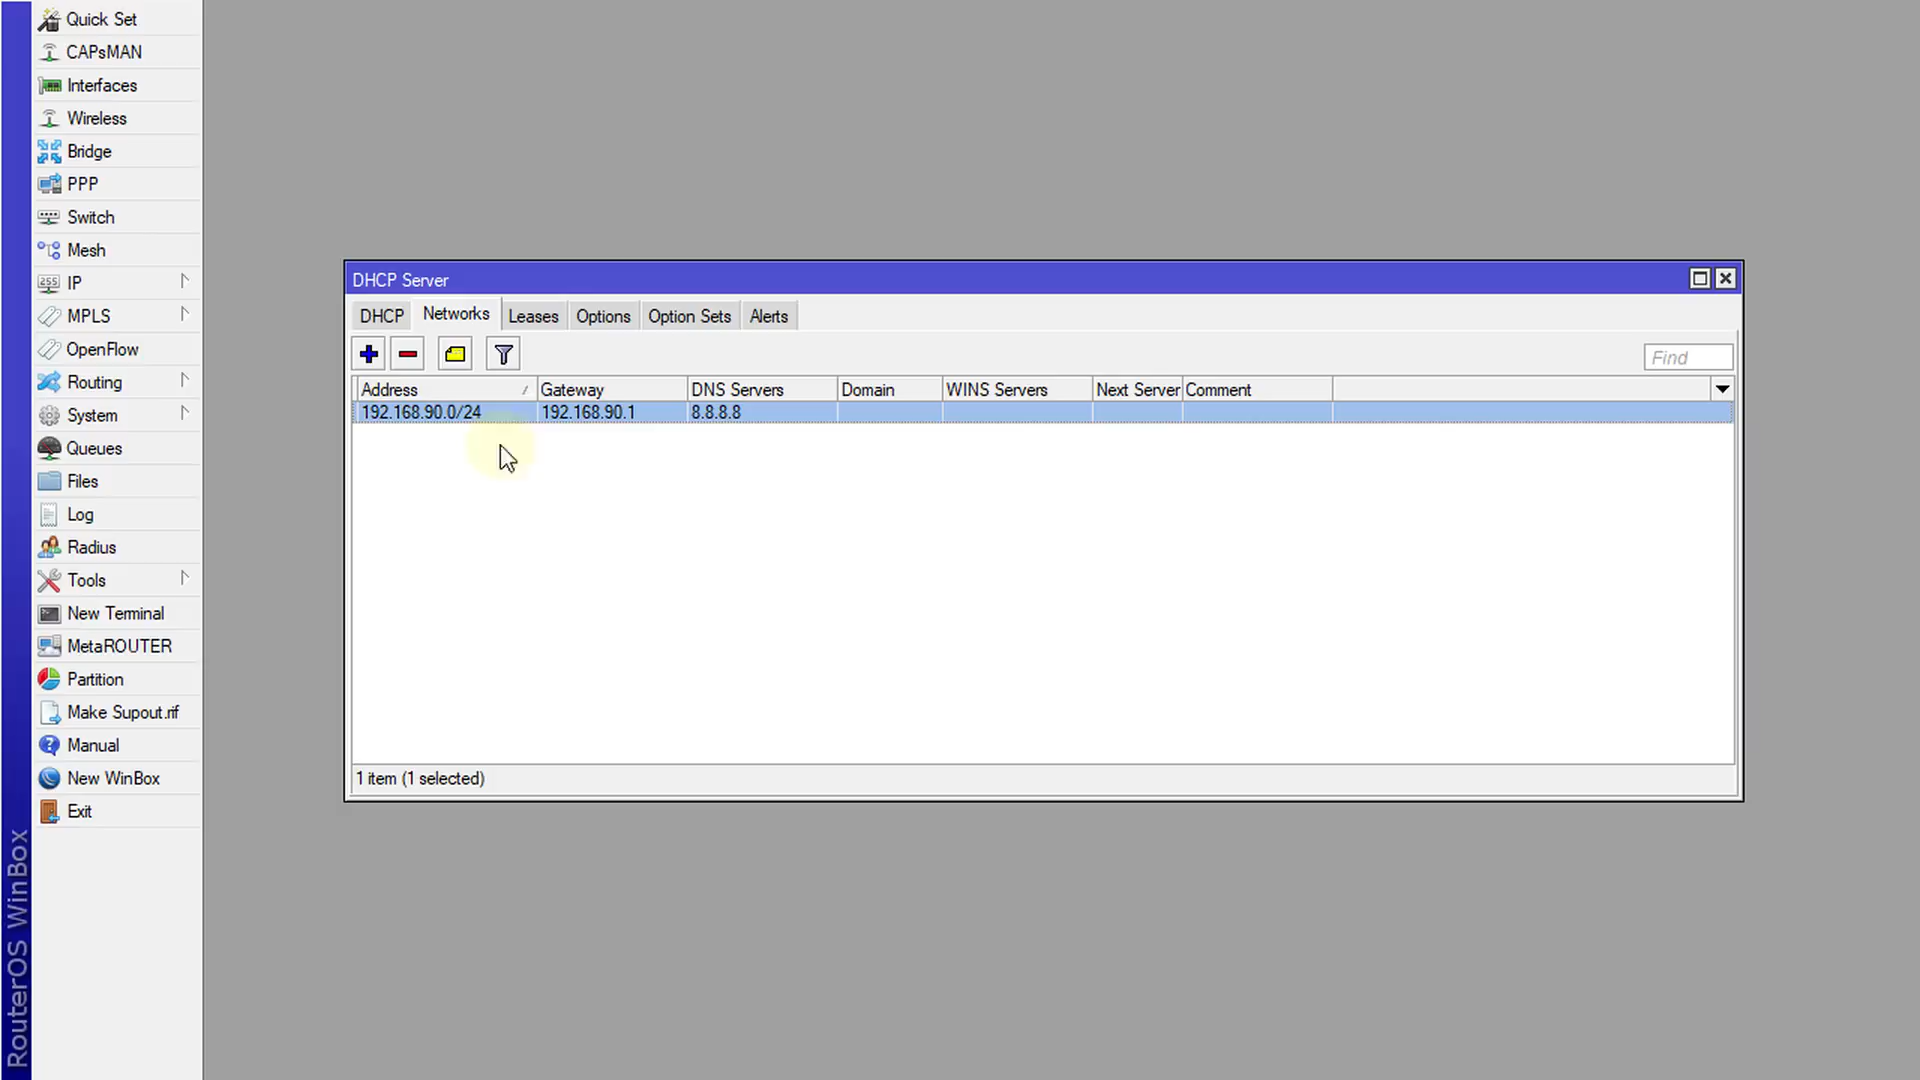 Quick Set
CAPsMAN
Interfaces
Wireless
Bridge
PPP
Switch
Mesh
255 IP
MPLS
OpenFlow
Routing
System
Queues
Files
Log
Radius
Tools
New Terminal
MetaROUTER
Partition
Make Supout.rif
Manual
New WinBox
Exit
RouterOS WinBox
DHCP Server
DHCP Networks Leases Options Option Sets Alerts
Find
Address / Gateway DNS Servers Domain WINS Servers Next Server Comment
192.168.90.0/24 192.168.90.1 8.8.8.8
1 item (1 selected)